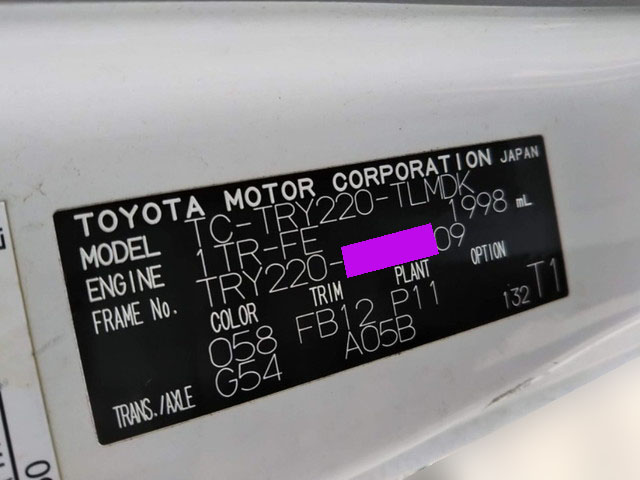 TOYOTA MOTOR CORPORATION JAPAN
MODEL TC-TRY220-TLMDK
ENGINE 1TR-FE 1998 mL
FRAME No. TRY220- 09
COLOR TRIM PLANT OPTION
058 FB12 P11 132 T1
TRANS./AXLE G54 A05B